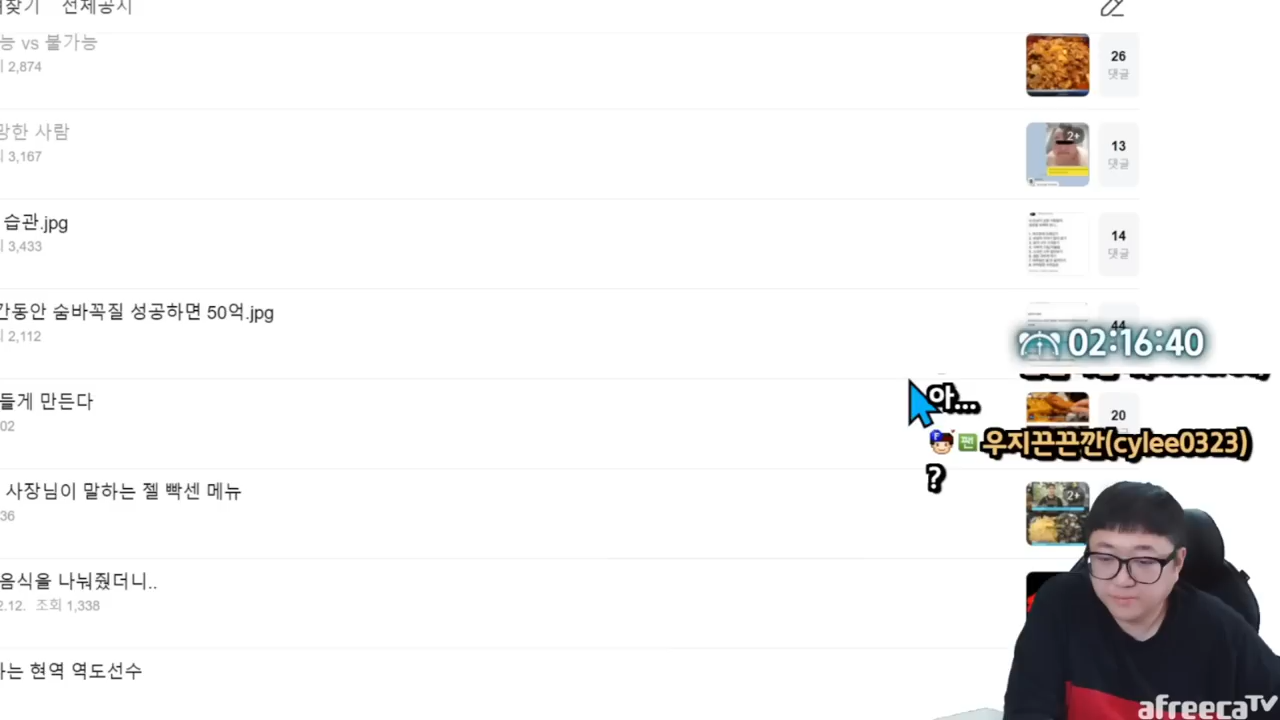 전체공지
능 vs 불가능
2,874
26
댓글
망한 사람
3,167
2+
13
댓글
습관.jpg
3,433
14
댓글
간동안 숨바꼭질 성공하면 50억.jpg
2,112
44
02:16:40
들게 만든다
02
20
아...
우지끈끈깐(cylee0323)
?
사장님이 말하는 젤 빡센 메뉴
36
2+
음식을 나눠줬더니..
2.12. 조회 1,338
하는 현역 역도선수
afreecaTV